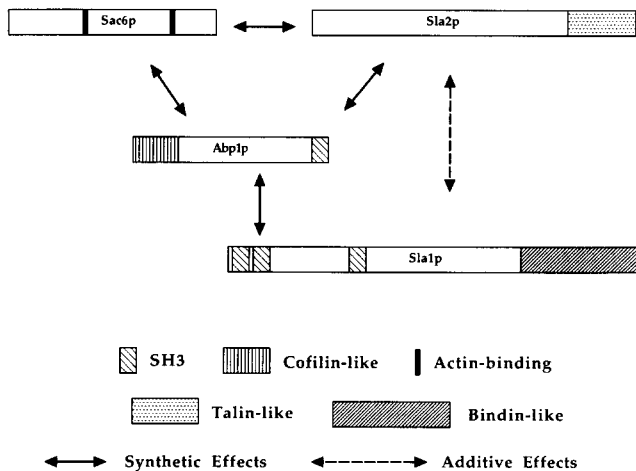 Sac6p
Sla2p
Abp1p
Sla1p
SH3
Cofilin-like
Actin-binding
Talin-like
Bindin-like
Synthetic Effects
Additive Effects